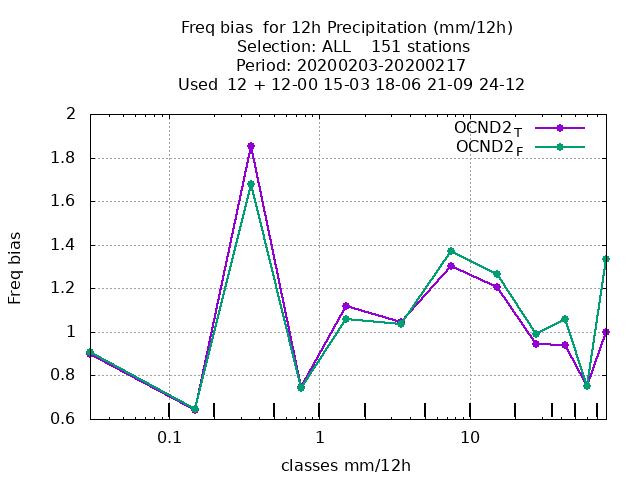 Freq bias  for 12h Precipitation (mm/12h)
Selection: ALL    151 stations
Period: 20200203-20200217
Used  12 + 12-00 15-03 18-06 21-09 24-12
OCND2_T
OCND2_F
Freq bias
2
1.8
1.6
1.4
1.2
1
0.8
0.6
0.1 1 10
classes mm/12h